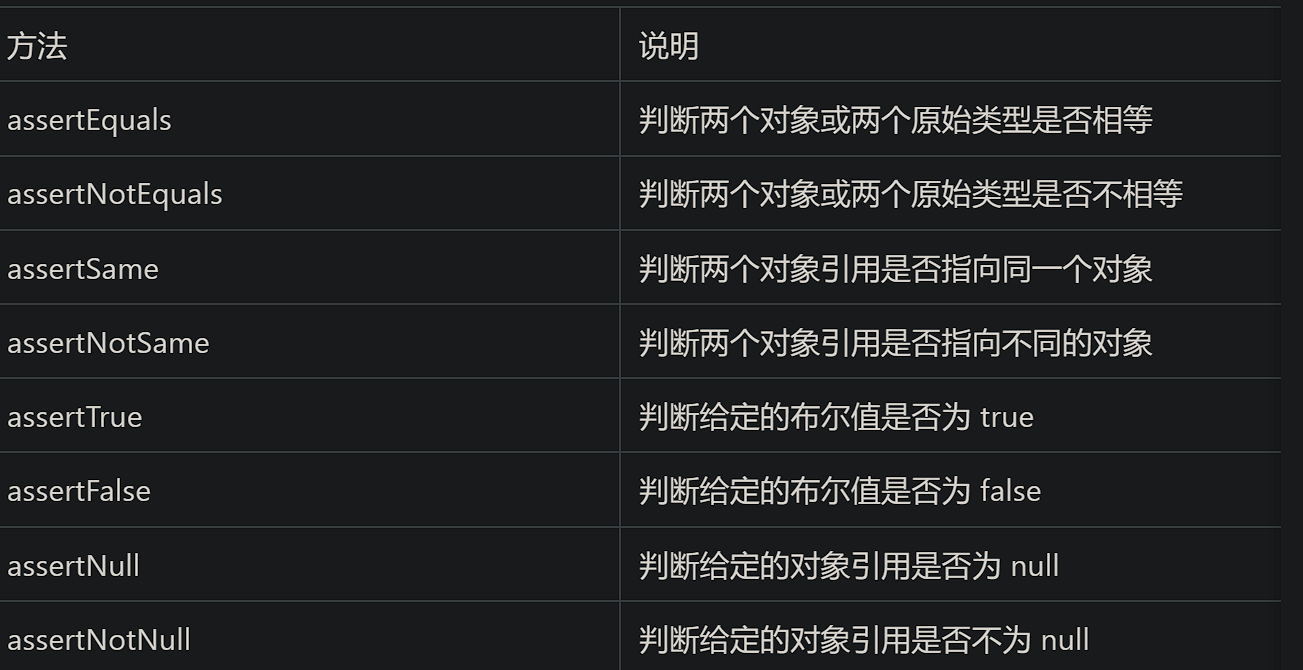 方法 说明
assertEquals 判断两个对象或两个原始类型是否相等
assertNotEquals 判断两个对象或两个原始类型是否不相等
assertSame 判断两个对象引用是否指向同一个对象
assertNotSame 判断两个对象引用是否指向不同的对象
assertTrue 判断给定的布尔值是否为 true
assertFalse 判断给定的布尔值是否为 false
assertNull 判断给定的对象引用是否为 null
assertNotNull 判断给定的对象引用是否不为 null